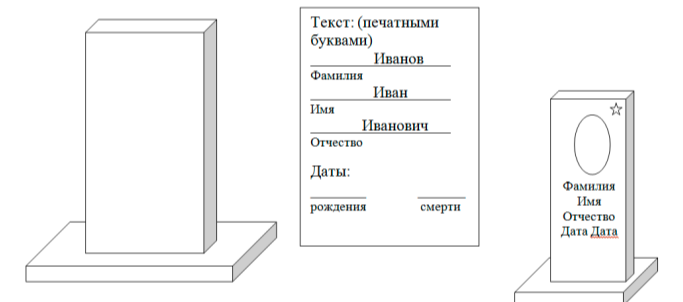 Текст: (печатными
буквами)
Иванов
Фамилия
Иван
Имя
Иванович
Отчество
Даты:
рождения смерти
Фамилия
Имя
Отчество
Дата Дата